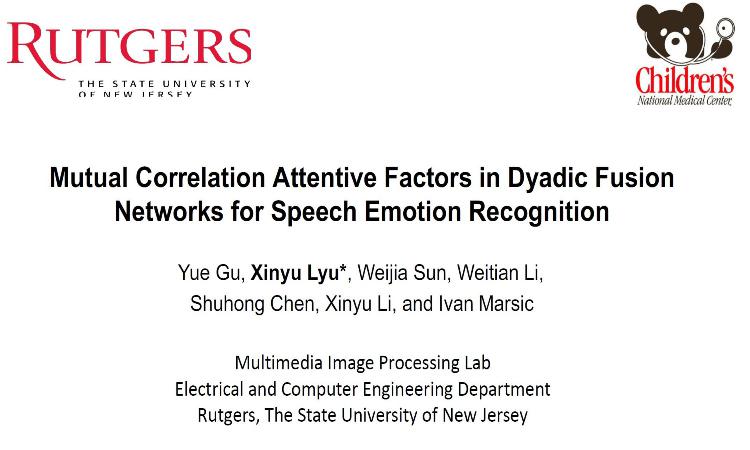 RUTGERS
THE STATE UNIVERSITY
OF NEW JERSEY
Children's
National Medical Center
Mutual Correlation Attentive Factors in Dyadic Fusion
Networks for Speech Emotion Recognition
Yue Gu, Xinyu Lyu*, Weijia Sun, Weitian Li,
Shuhong Chen, Xinyu Li, and Ivan Marsic
Multimedia Image Processing Lab
Electrical and Computer Engineering Department
Rutgers, The State University of New Jersey